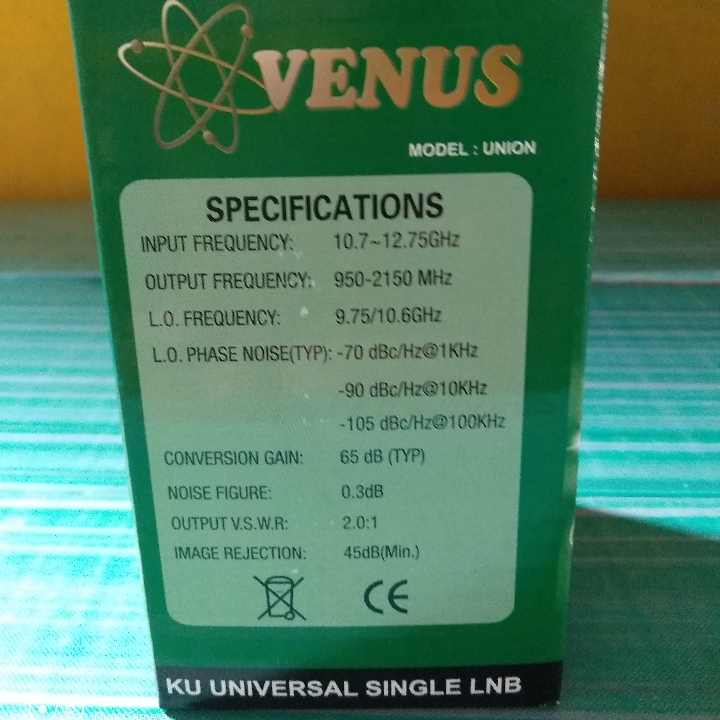 VENUS
MODEL : UNION
SPECIFICATIONS
INPUT FREQUENCY: 10.7~12.75GHz
OUTPUT FREQUENCY: 950-2150 MHz
L.O. FREQUENCY: 9.75/10.6GHz
L.O. PHASE NOISE(TYP): -70 dBc/Hz@1KHz
-90 dBc/Hz@10KHz
-105 dBc/Hz@100KHz
CONVERSION GAIN: 65 dB (TYP)
NOISE FIGURE: 0.3dB
OUTPUT V.S.W.R: 2.0:1
IMAGE REJECTION: 45dB(Min.)
CE
KU UNIVERSAL SINGLE LNB